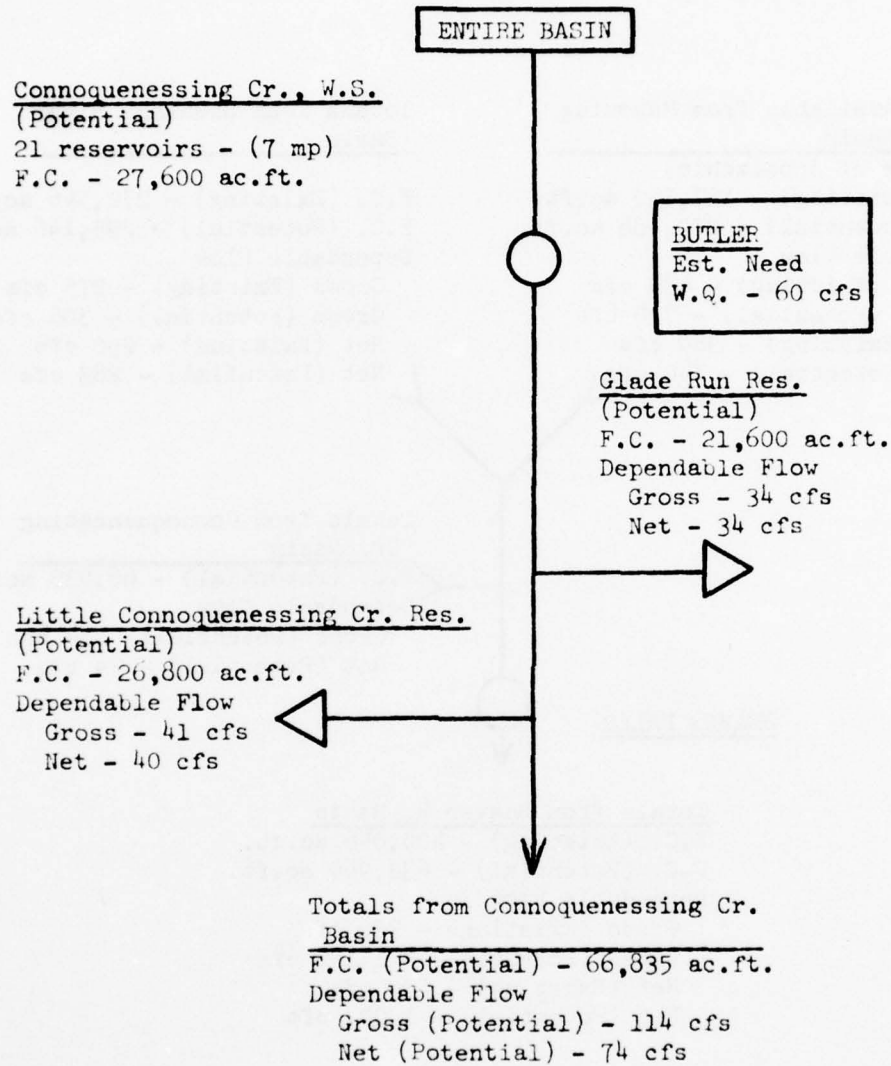 ENTIRE BASIN
Connoquenessing Cr., W.S.
(Potential)
21 reservoirs - (7 mp)
F.C. - 27,600 ac.ft.
BUTLER
Est. Need
W.Q. - 60 cfs
Glade Run Res.
(Potential)
F.C. - 21,600 ac.ft.
Dependable Flow
Gross - 34 cfs
Net - 34 cfs
Little Connoquenessing Cr. Res.
(Potential)
F.C. - 26,800 ac.ft.
Dependable Flow
Gross - 41 cfs
Net - 40 cfs
Totals from Connoquenessing Cr.
Basin
F.C. (Potential) - 66,835 ac.ft.
Dependable Flow
Gross (Potential) - 114 cfs
Net (Potential) - 74 cfs